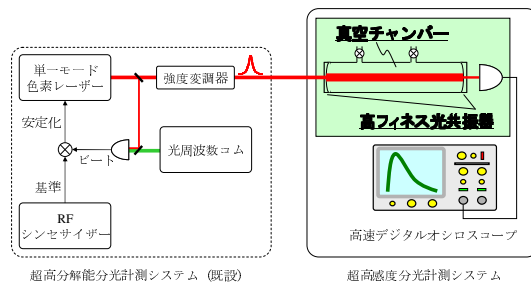 真空チャンバー
単一モード
色素レーザー
強度変調器
高フィネス光共振器
安定化
ビート
光周波数コム
基準
RF
シンセサイザー
高速デジタルオシロスコープ
超高分解能分光計測システム (既設)
超高感度分光計測システム